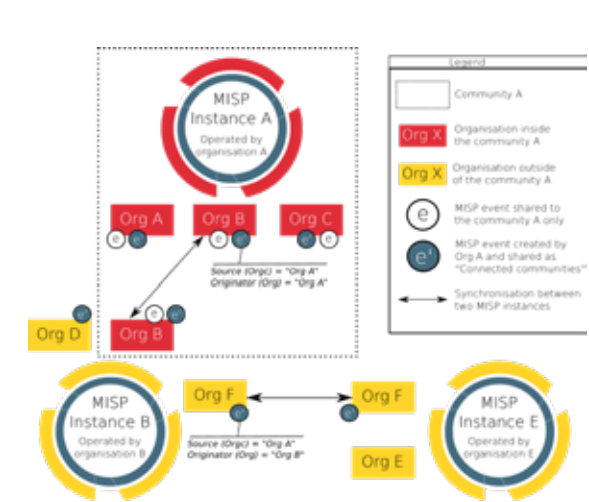 MISP
Instance A
Operated by
organisation A
Org A
Org B
Org C
e
e'
e
e'
e'
e
Source (Orgc) = "Org A"
Originator (Org) = "Org A"
e
e'
Org B
e'
Org D
MISP
Instance B
Operated by
organisation B
Org F
e'
Source (Orgc) = "Org A"
Originator (Org) = "Org B"
Org F
e'
Org E
MISP
Instance E
Operated by
organisation E
Legend
Community A
Org X
Organisation inside
the community A
Org X
Organisation outside
of the community A
e
MISP event shared to
the community A only
e'
MISP event created by
Org A and shared as
"Connected communities"
Synchronisation between
two MISP instances